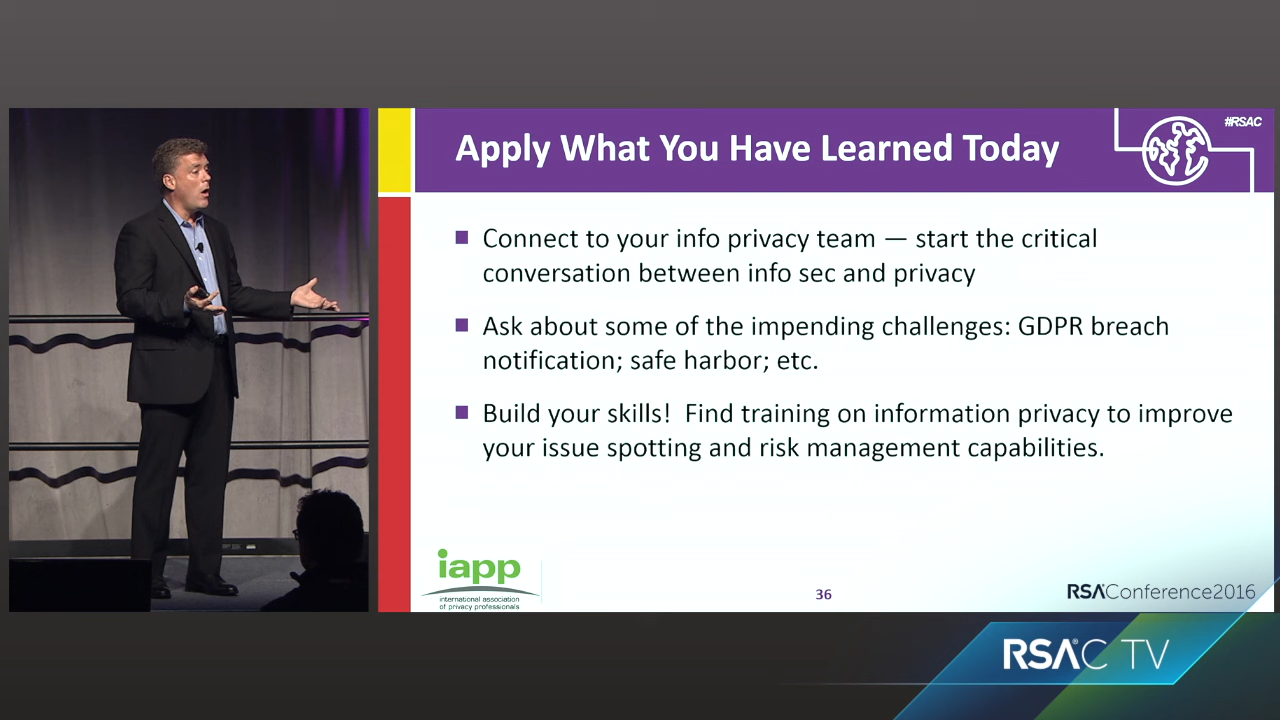 Apply What You Have Learned Today
#RSAC
Connect to your info privacy team — start the critical
conversation between info sec and privacy
Ask about some of the impending challenges: GDPR breach
notification; safe harbor; etc.
Build your skills!  Find training on information privacy to improve
your issue spotting and risk management capabilities.
iapp
international association
of privacy professionals
36
RSAConference2016
RSAC TV